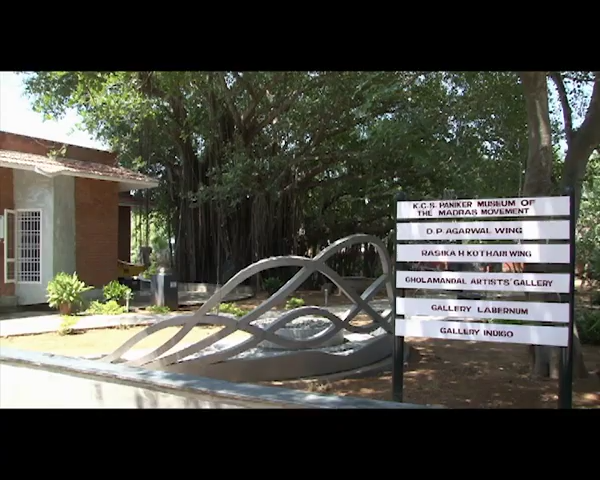 K.C.S. PANIKER MUSEUM OF
THE MADRAS MOVEMENT
D.P. AGARWAL WING
RASIKA H KOTHARI WING
CHOLAMANDAL ARTISTS' GALLERY
GALLERY LABERNUM
GALLERY INDIGO